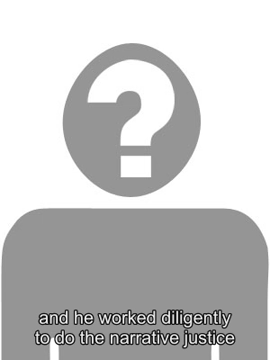 ?
and he worked diligently
to do the narrative justice